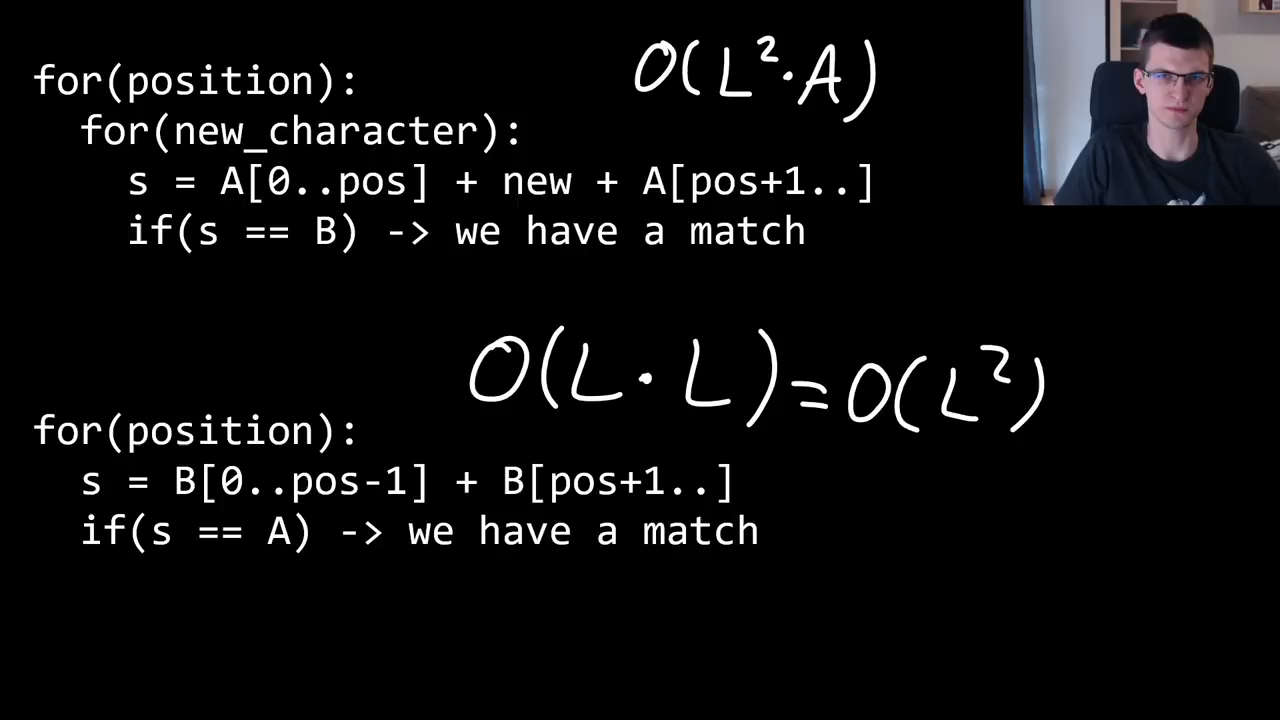 for(position):
O(L²·A)
for(new_character):
s = A[0..pos] + new + A[pos+1..]
if(s == B) -> we have a match
O(L·L)=O(L²)
for(position):
s = B[0..pos-1] + B[pos+1..]
if(s == A) -> we have a match